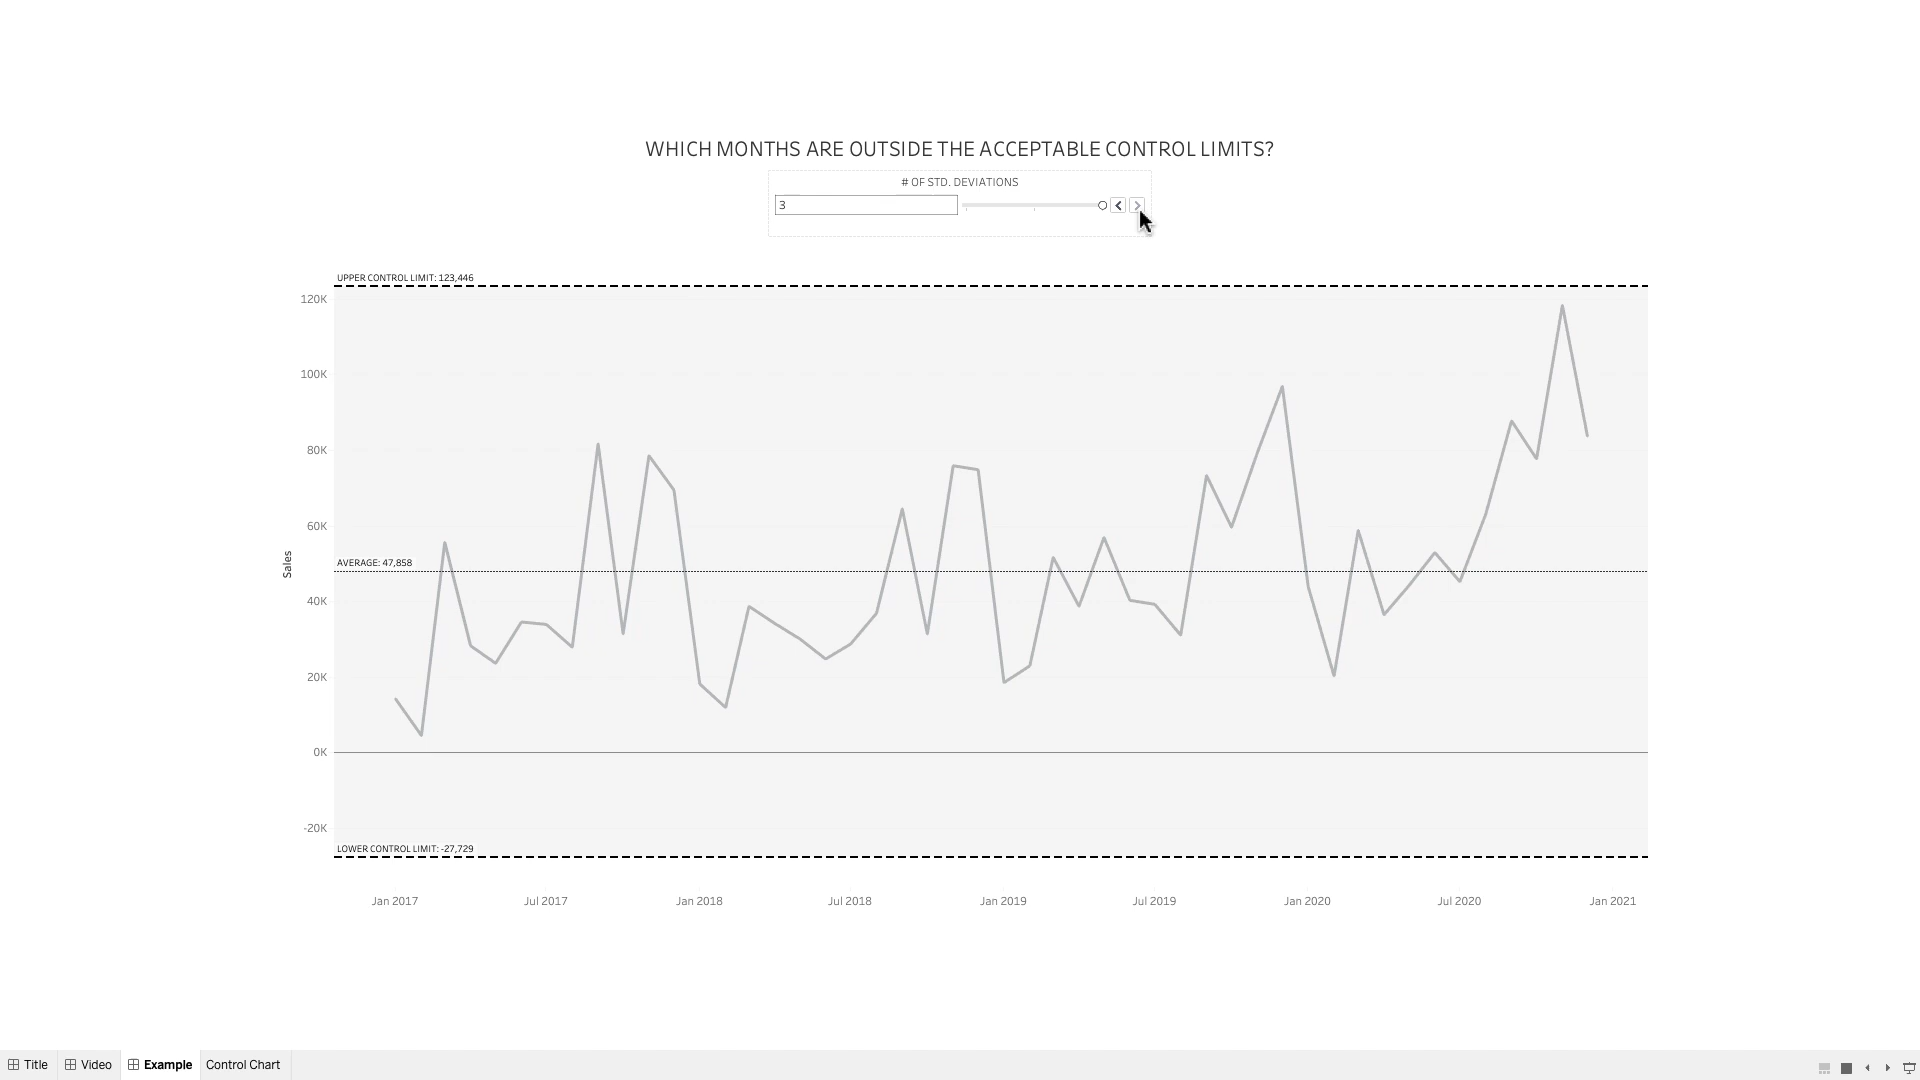 WHICH MONTHS ARE OUTSIDE THE ACCEPTABLE CONTROL LIMITS?
# OF STD. DEVIATIONS
3
UPPER CONTROL LIMIT: 123,446
120K
100K
80K
60K
Sales
AVERAGE: 47,858
40K
20K
0K
-20K
LOWER CONTROL LIMIT: -27,729
Jan 2017 Jul 2017 Jan 2018 Jul 2018 Jan 2019 Jul 2019 Jan 2020 Jul 2020 Jan 2021
Title Video Example Control Chart